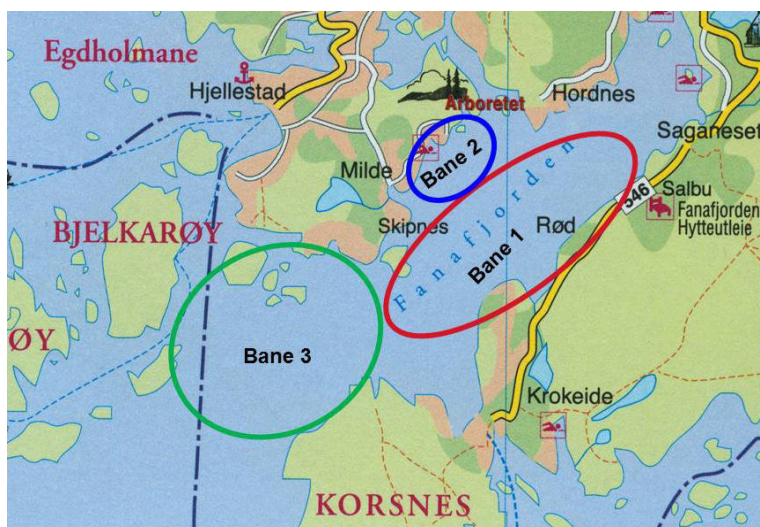 Egdholmane
Hjellestad
Hordnes
Arboretet
Saganeset
Milde
Bane 2
546
Salbu
Fanafjorden
Hytteutleie
Skipnes
Rød
BJELKARØY
Fanafjorden
Bane 1
ØY
Bane 3
Krokeide
KORSNES